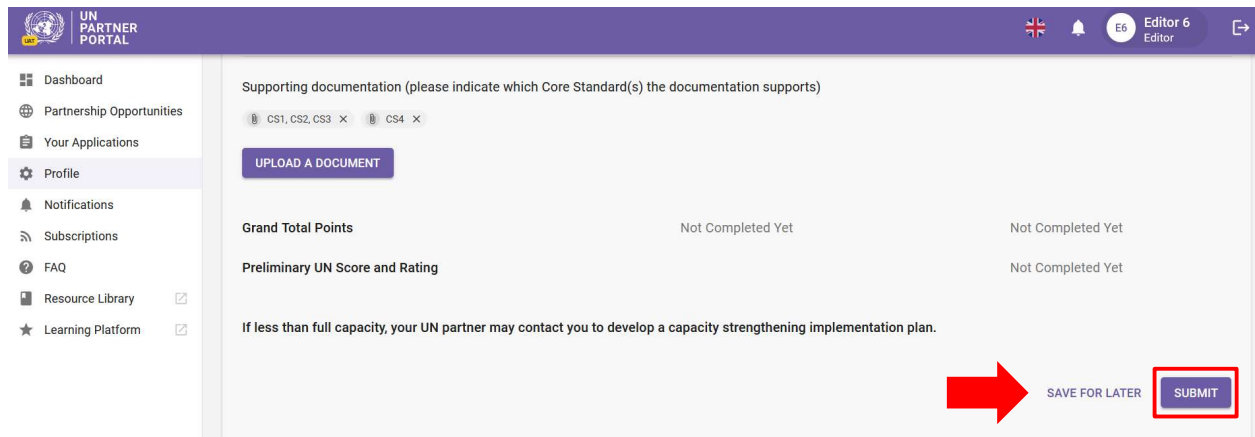 UN
PARTNER
PORTAL
UAT
E6
Editor 6
Editor
Dashboard
Partnership Opportunities
Your Applications
Profile
Notifications
Subscriptions
FAQ
Resource Library
Learning Platform
Supporting documentation (please indicate which Core Standard(s) the documentation supports)
CS1, CS2, CS3 CS4
UPLOAD A DOCUMENT
Grand Total Points Not Completed Yet Not Completed Yet
Preliminary UN Score and Rating Not Completed Yet
If less than full capacity, your UN partner may contact you to develop a capacity strengthening implementation plan.
SAVE FOR LATER SUBMIT